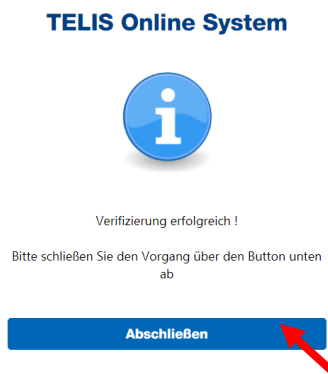 TELIS Online System
Verifizierung erfolgreich !
Bitte schließen Sie den Vorgang über den Button unten
ab
Abschließen